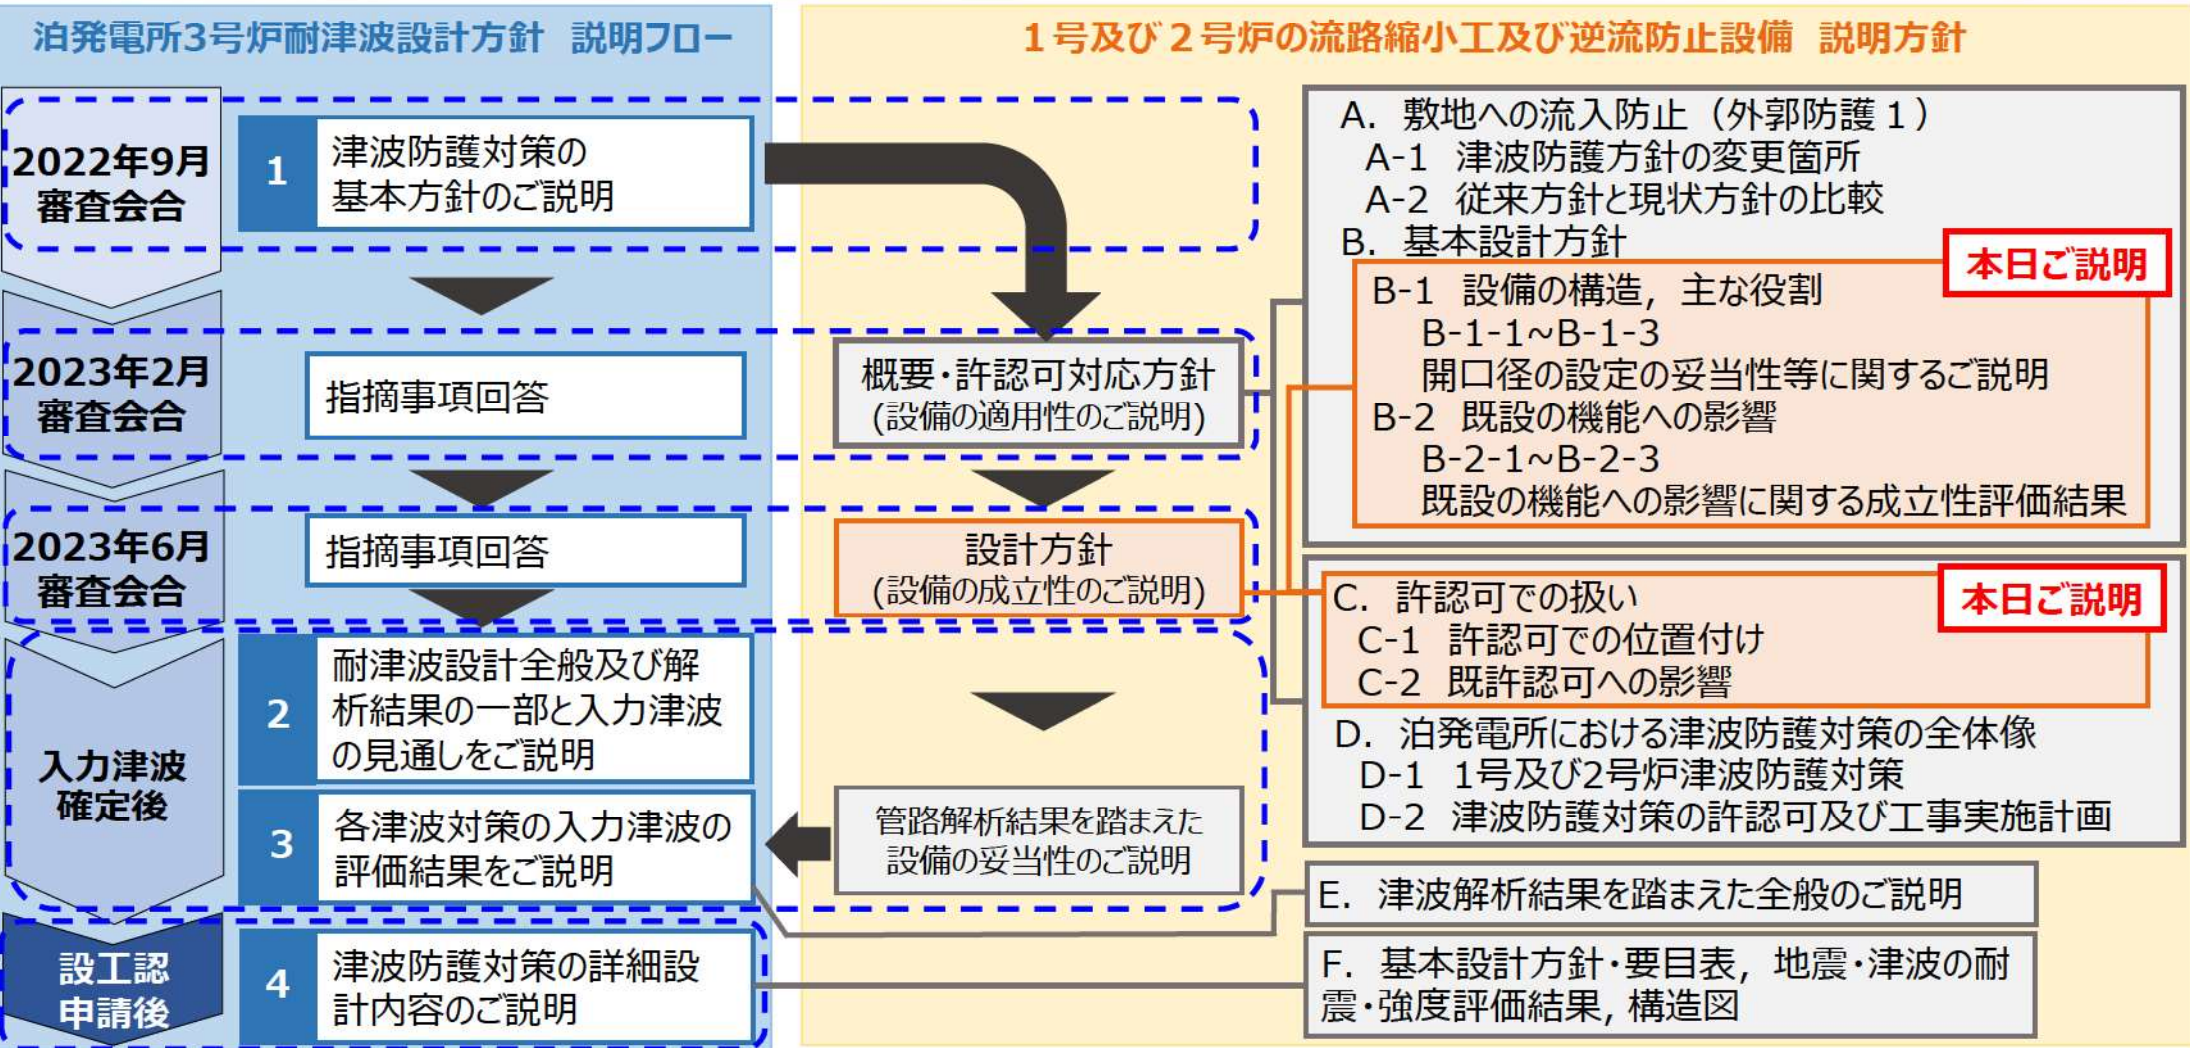 泊発電所3号炉耐津波設計方針 説明フロー
2022年9月
審査会合
1
津波防護対策の
基本方針のご説明
2023年2月
審査会合
指摘事項回答
2023年6月
審査会合
指摘事項回答
入力津波
確定後
2
耐津波設計全般及び解
析結果の一部と入力津波
の見通しをご説明
3
各津波対策の入力津波の
評価結果をご説明
設工認
申請後
4
津波防護対策の詳細設
計内容のご説明
1号及び2号炉の流路縮小工及び逆流防止設備 説明方針
概要・許認可対応方針
(設備の適用性のご説明)
設計方針
(設備の成立性のご説明)
管路解析結果を踏まえた
設備の妥当性のご説明
A. 敷地への流入防止（外郭防護1）
A-1 津波防護方針の変更箇所
A-2 従来方針と現状方針の比較
B. 基本設計方針
本日ご説明
B-1 設備の構造，主な役割
B-1-1~B-1-3
開口径の設定の妥当性等に関するご説明
B-2 既設の機能への影響
B-2-1~B-2-3
既設の機能への影響に関する成立性評価結果
本日ご説明
C. 許認可での扱い
C-1 許認可での位置付け
C-2 既許認可への影響
D. 泊発電所における津波防護対策の全体像
D-1 1号及び2号炉津波防護対策
D-2 津波防護対策の許認可及び工事実施計画
E. 津波解析結果を踏まえた全般のご説明
F. 基本設計方針・要目表，地震・津波の耐
震・強度評価結果，構造図